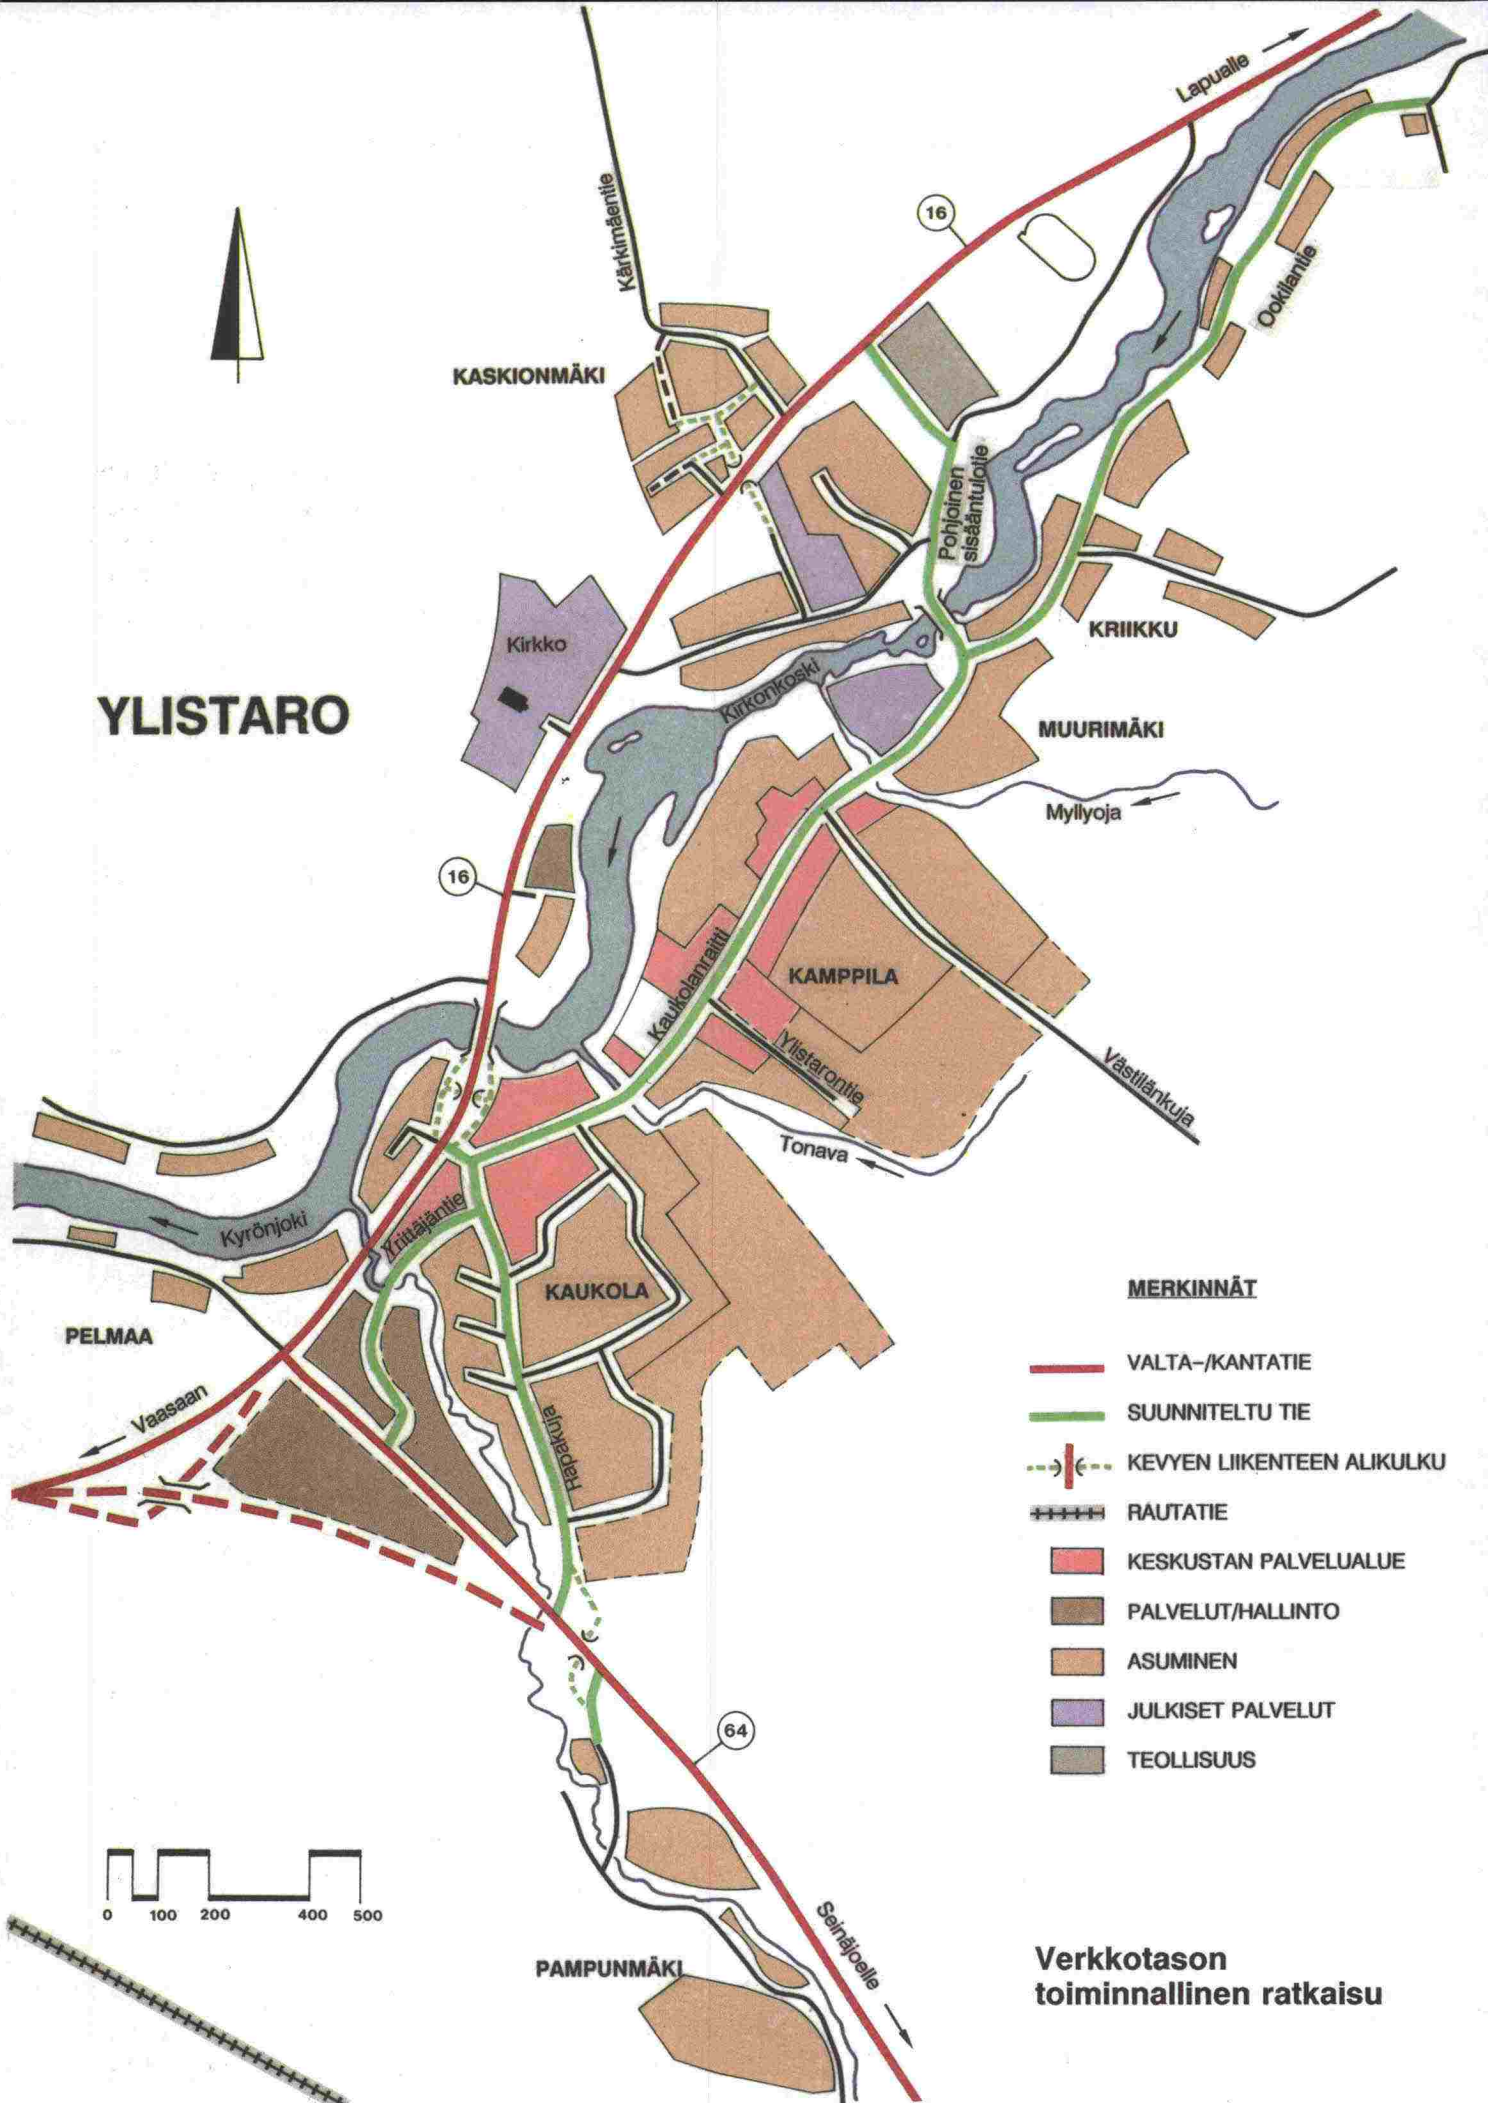 Lapualle
Kärkimäentie
16
Ookilantie
KASKIONMÄKI
Pohjoinen
sisääntulotie
Kirkko
KRIIKKU
YLISTARO
Kirkonkoski
MUURIMÄKI
Myllyoja
16
Kaukolanraitti
KAMPPILA
Ylistarontie
Västilänkuja
Tonava
Kyrönjoki
Yrittäjäntie
KAUKOLA
PELMAA
Vaasaan
Hapakuja
MERKINNÄT
VALTA-/KANTATIE
SUUNNITELTU TIE
KEVYEN LIIKENTEEN ALIKULKU
RAUTATIE
KESKUSTAN PALVELUALUE
PALVELUT/HALLINTO
ASUMINEN
JULKISET PALVELUT
TEOLLISUUS
64
0 100 200 400 500
Seinäjoelle
PAMPUNMÄKI
Verkkotason
toiminnallinen ratkaisu